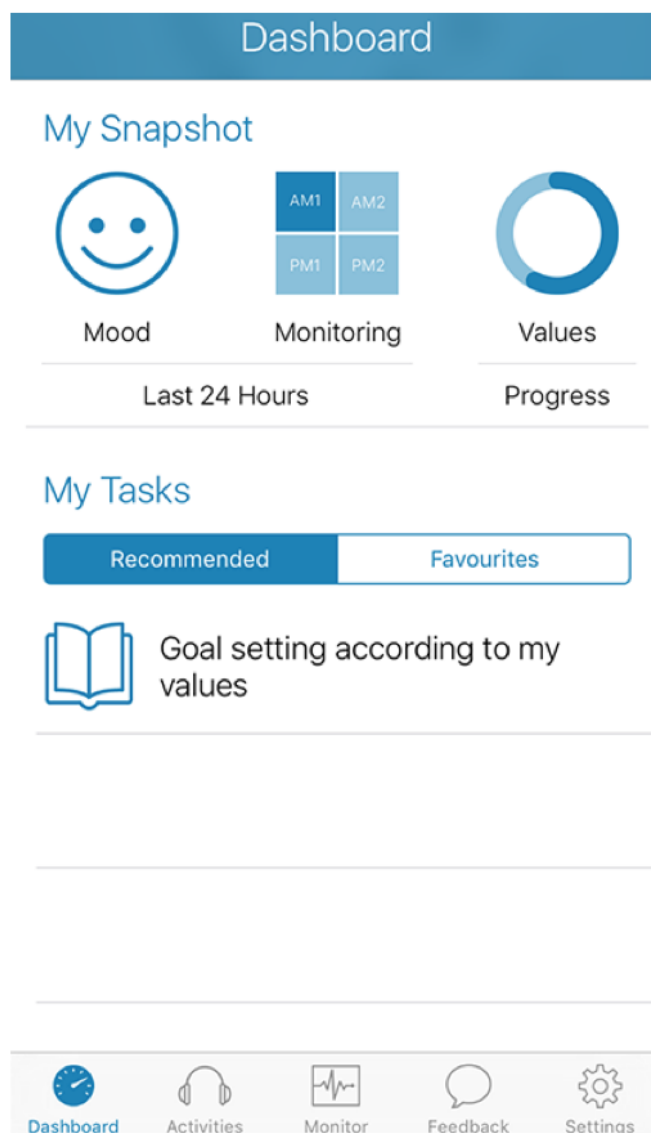 Dashboard
My Snapshot
AM1 AM2
PM1 PM2
Mood Monitoring Values
Last 24 Hours Progress
My Tasks
Recommended Favourites
Goal setting according to my
values
Dashboard Activities Monitor Feedback Settings